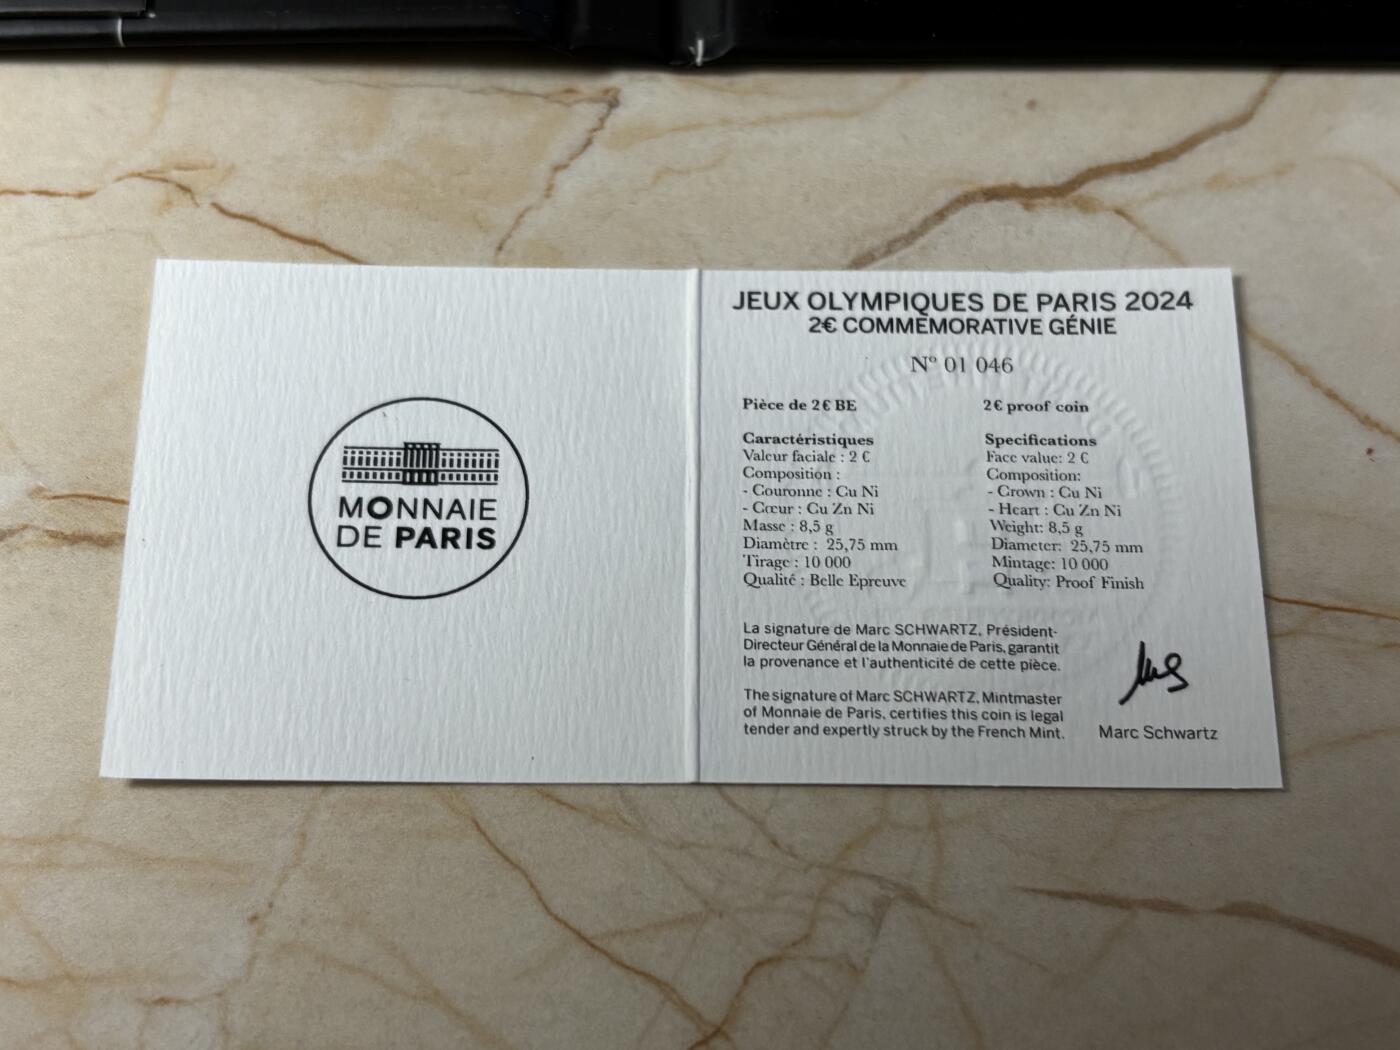 MONNAIE
DE PARIS
JEUX OLYMPIQUES DE PARIS 2024
2€ COMMEMORATIVE GÉNIE
N° 01 046
Pièce de 2€ BE
Caractéristiques
Valeur faciale : 2 €
Composition :
- Couronne : Cu Ni
- Cœur : Cu Zn Ni
Masse : 8,5 g
Diamètre : 25,75 mm
Tirage : 10 000
Qualité : Belle Epreuve
2€ proof coin
Specifications
Face value: 2 €
Composition:
- Crown : Cu Ni
- Heart : Cu Zn Ni
Weight: 8,5 g
Diameter: 25,75 mm
Mintage: 10 000
Quality: Proof Finish
La signature de Marc SCHWARTZ, Président-
Directeur Général de la Monnaie de Paris, garantit
la provenance et l'authenticité de cette pièce.
The signature of Marc SCHWARTZ, Mintmaster
of Monnaie de Paris, certifies this coin is legal
tender and expertly struck by the French Mint.
Marc Schwartz